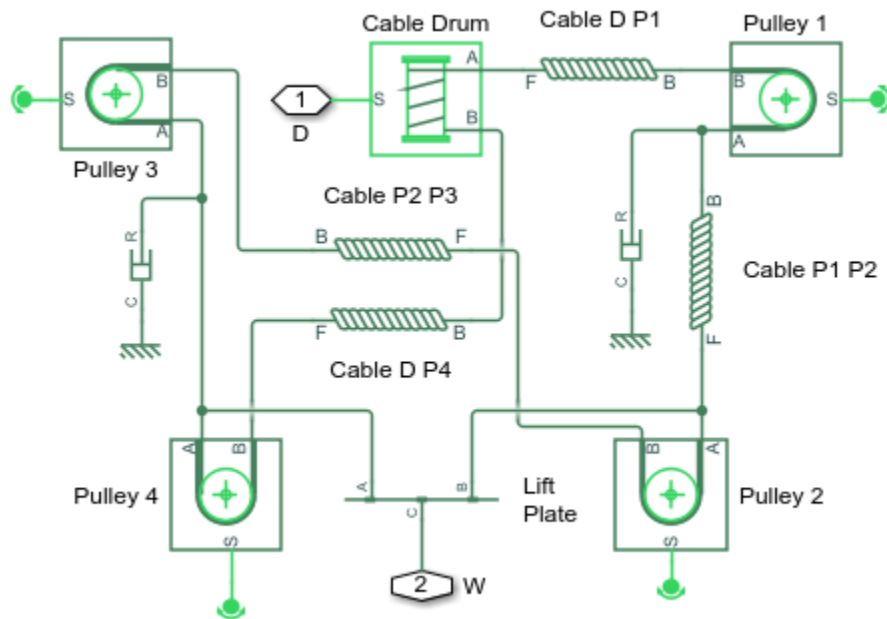 Cable Drum
Cable D P1
Pulley 1
S
B
A
Pulley 3
1
D
S
A
B
F
B
B
A
S
R
C
Cable P2 P3
B
F
F
B
Cable D P4
R
C
B
F
Cable P1 P2
A
B
S
Pulley 4
A
B
C
Lift
Plate
2
W
B
A
S
Pulley 2